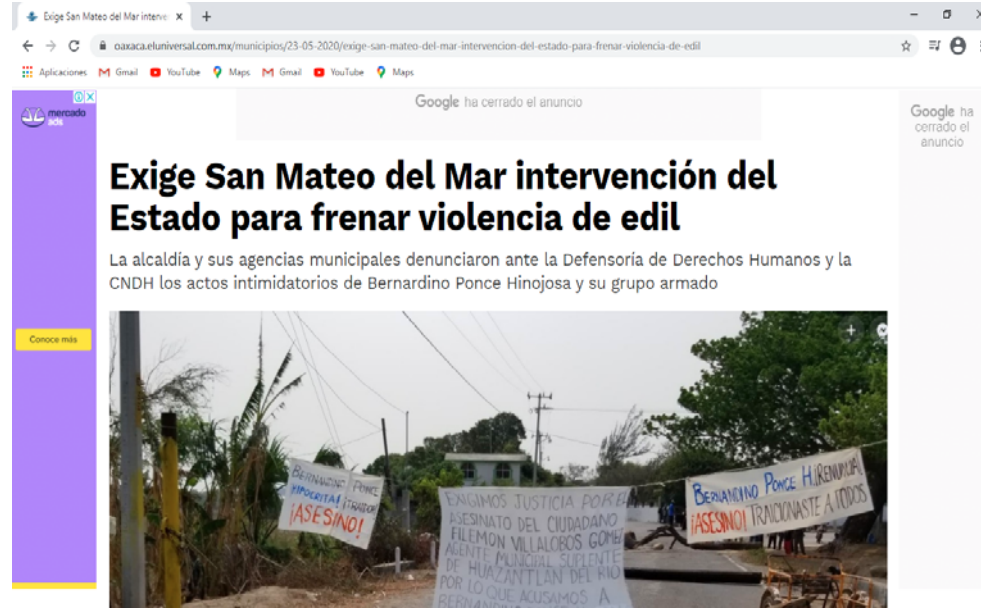 Exige San Mateo del Mar interve
oaxaca.eluniversal.com.mx/municipios/23-05-2020/exige-san-mateo-del-mar-intervencion-del-estado-para-frenar-violencia-de-edil
Aplicaciones Gmail YouTube Maps Gmail YouTube Maps
mercado
ads
Google ha cerrado el anuncio
Google ha
cerrado el
anuncio
Exige San Mateo del Mar intervención del
Estado para frenar violencia de edil
La alcaldía y sus agencias municipales denunciaron ante la Defensoría de Derechos Humanos y la
CNDH los actos intimidatorios de Bernardino Ponce Hinojosa y su grupo armado
Conoce más
BERNANDINO PONCE
HIPOCRITA! ¡TRAIDOR
¡ASESINO!
EXIGIMOS JUSTICIA POR EL
ASESINATO DEL CIUDADANO
FILEMON VILLALOBOS GOMEZ
AGENTE MUNICIPAL SUPLENTE
DE HUAZANTLAN DEL RIO
POR LO QUE ACUSAMOS A
BERNANDINO PONCE H. ¡RENUNCIA
¡ASESINO! TRAICIONASTE A TODOS